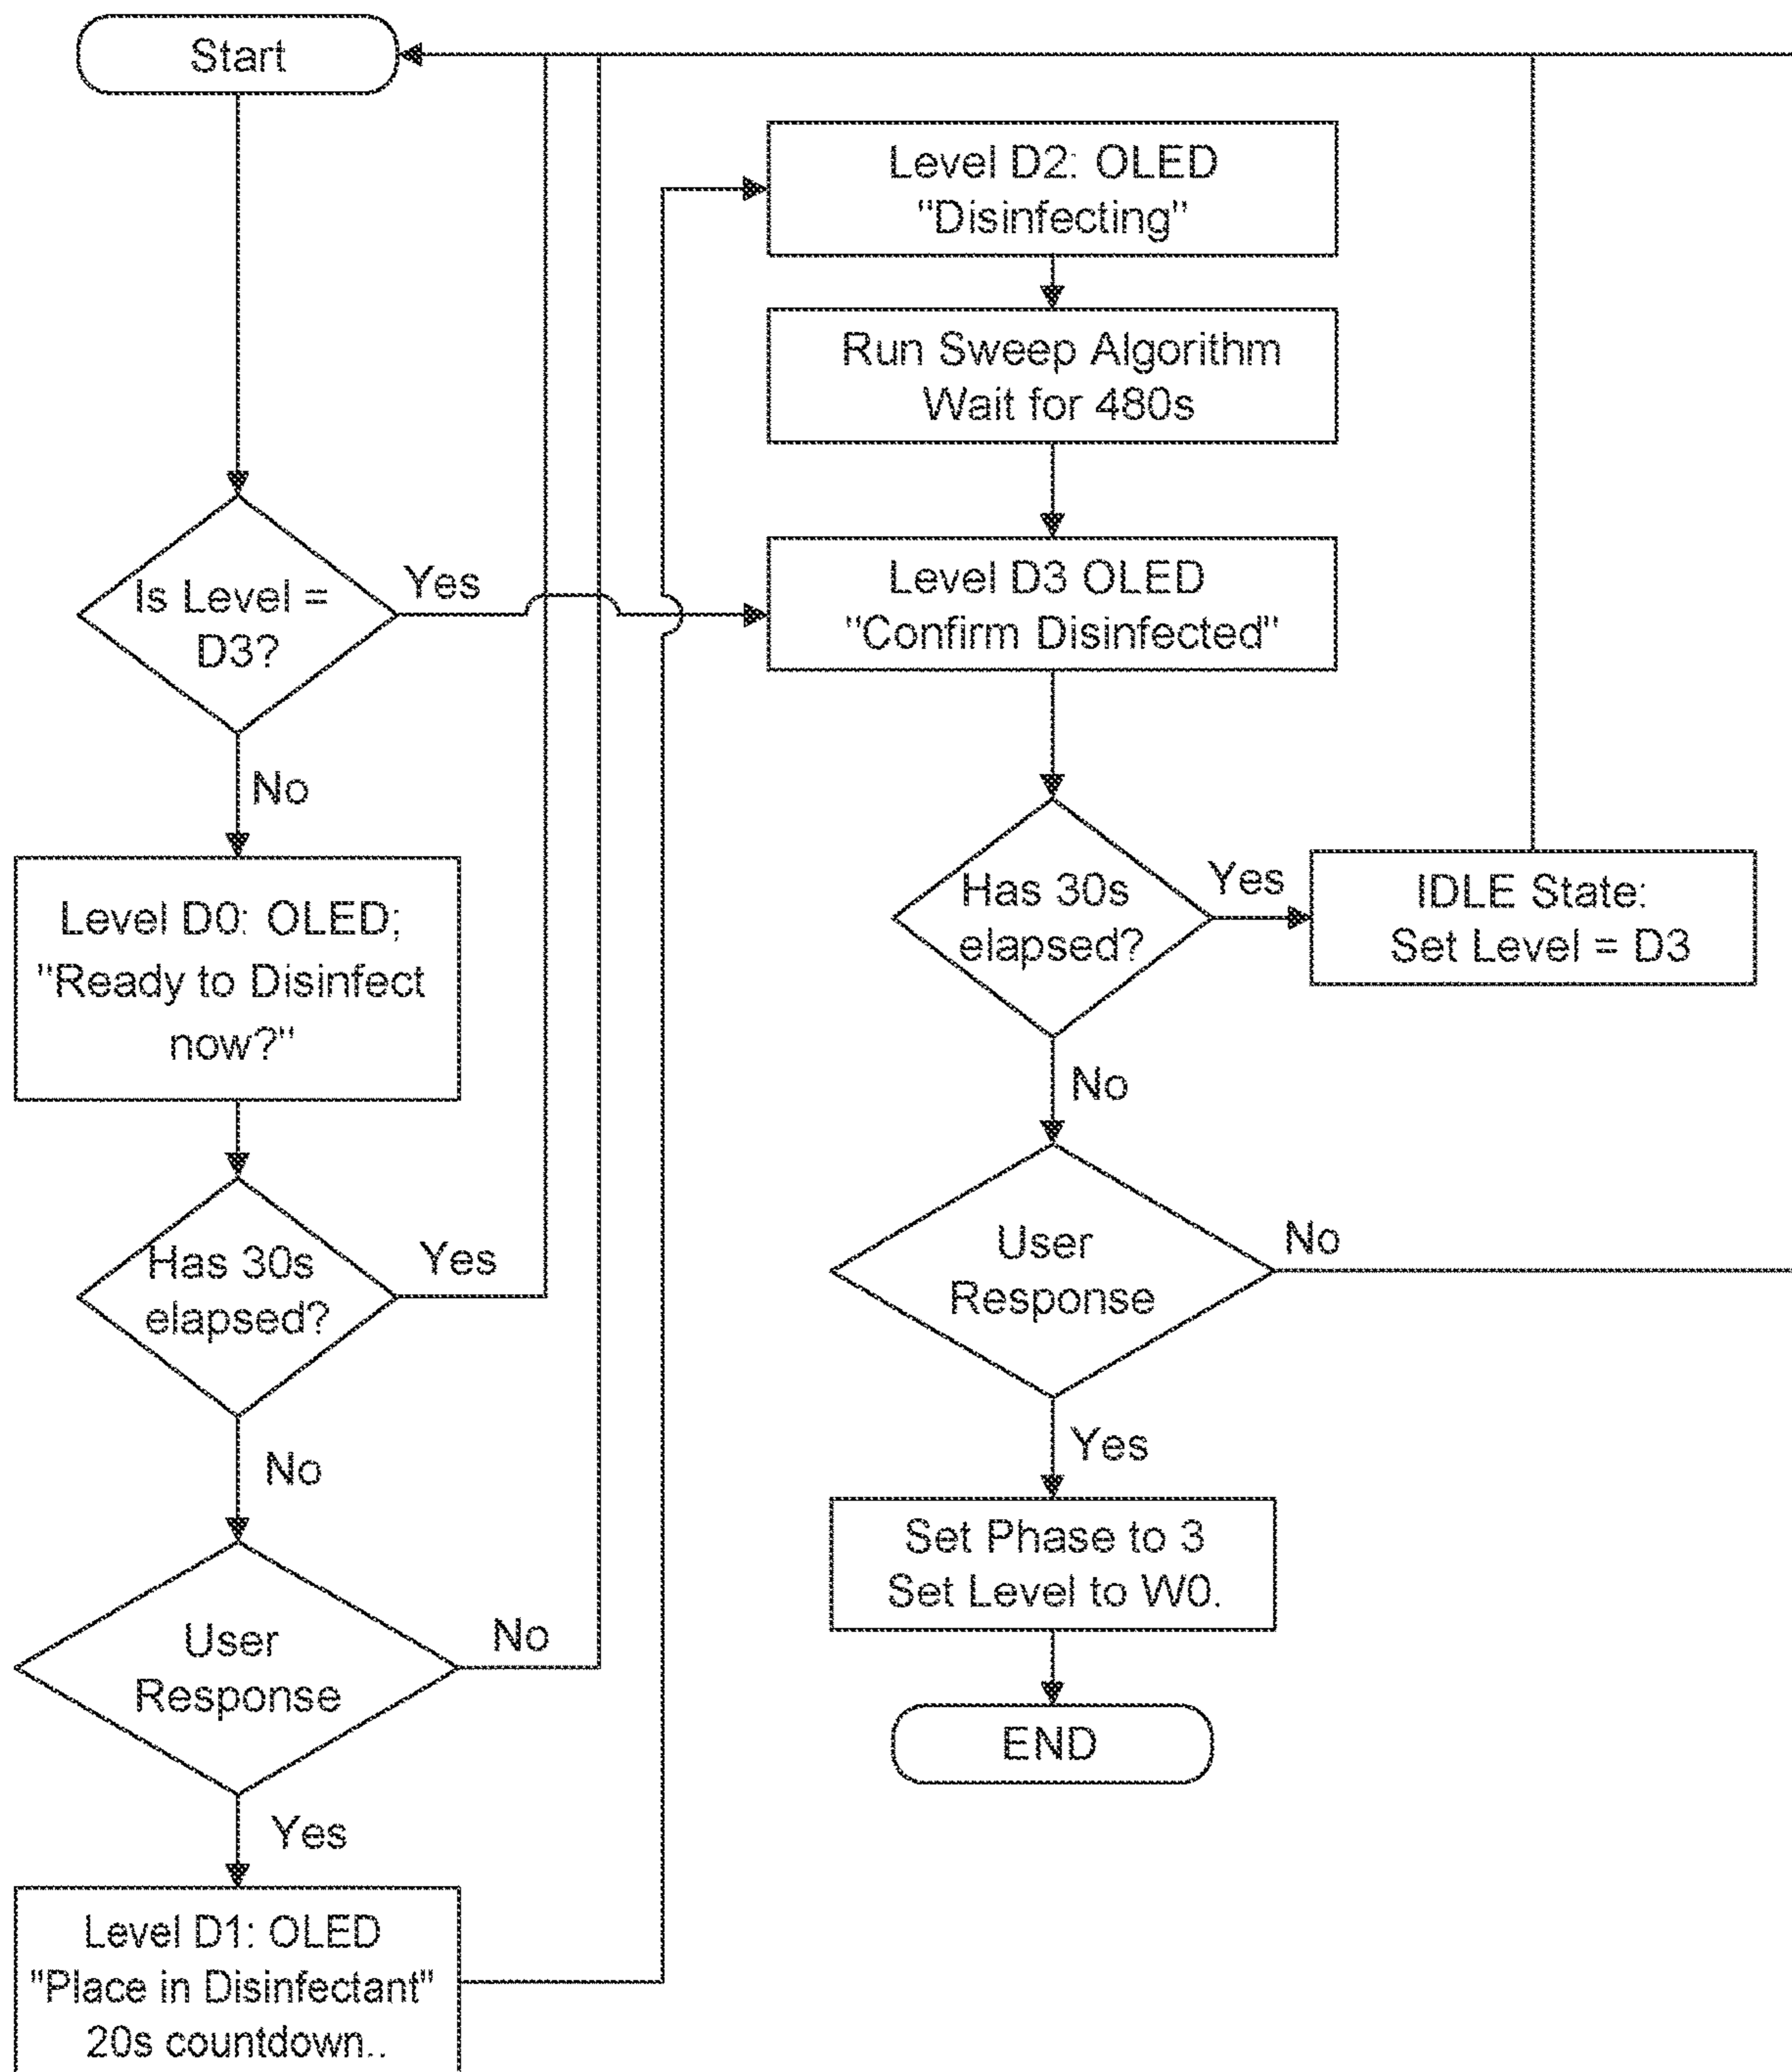 Start
Is Level =
D3?
Yes
No
Level D0: OLED;
"Ready to Disinfect
now?"
Has 30s
elapsed?
Yes
No
User
Response
No
Yes
Level D1: OLED
"Place in Disinfectant"
20s countdown..
Level D2: OLED
"Disinfecting"
Run Sweep Algorithm
Wait for 480s
Level D3 OLED
"Confirm Disinfected"
Has 30s
elapsed?
Yes
IDLE State:
Set Level = D3
No
User
Response
No
Yes
Set Phase to 3
Set Level to W0.
END